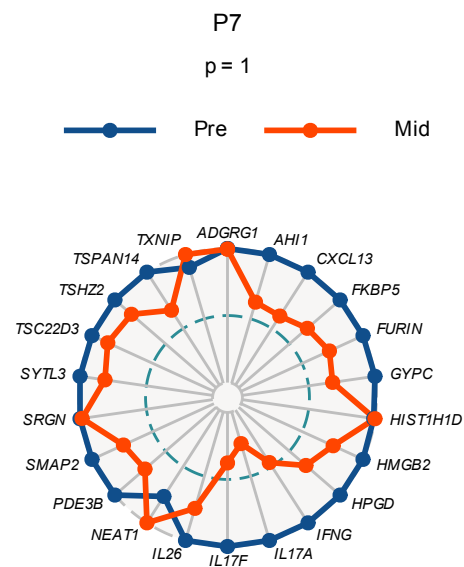 P7
p = 1
Pre Mid
ADGRG1
AHI1
CXCL13
FKBP5
FURIN
GYPC
HIST1H1D
HMGB2
HPGD
IFNG
IL17A
IL17F
IL26
NEAT1
PDE3B
SMAP2
SRGN
SYTL3
TSC22D3
TSHZ2
TSPAN14
TXNIP